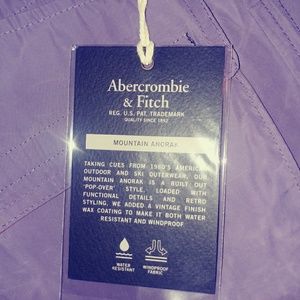 Abercrombie
& Fitch
REG. U.S. PAT. TRADEMARK
QUALITY SINCE 1892
MOUNTAIN ANORAK
TAKING CUES FROM 1980'S AMERICAN
OUTDOOR AND SKI OUTERWEAR, OUR
MOUNTAIN ANORAK IS A BUILT OUT
'POP-OVER' STYLE. LOADED WITH
FUNCTIONAL DETAILS AND RETRO
STYLING, WE ADDED A VINTAGE FINISH
WAX COATING TO MAKE IT BOTH WATER
RESISTANT AND WINDPROOF
WATER
RESISTANT
WINDPROOF
FABRIC